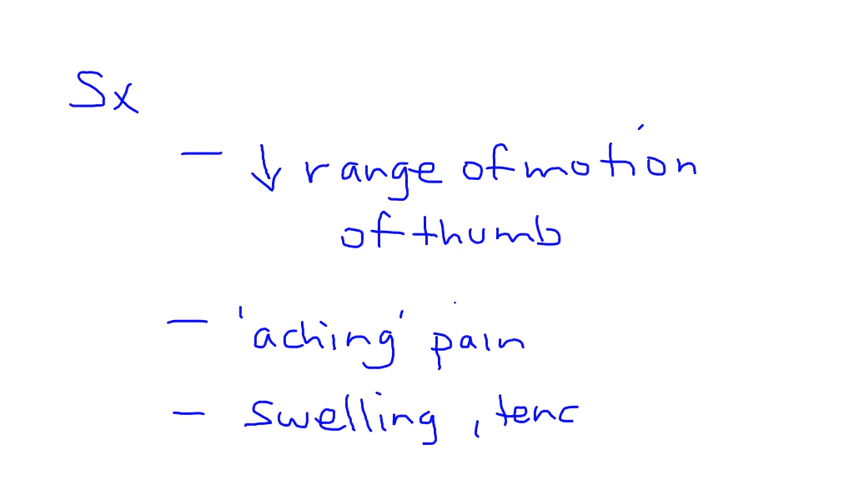 Sx
- ↓ range of motion
of thumb
- 'aching' pain
- swelling, tenc